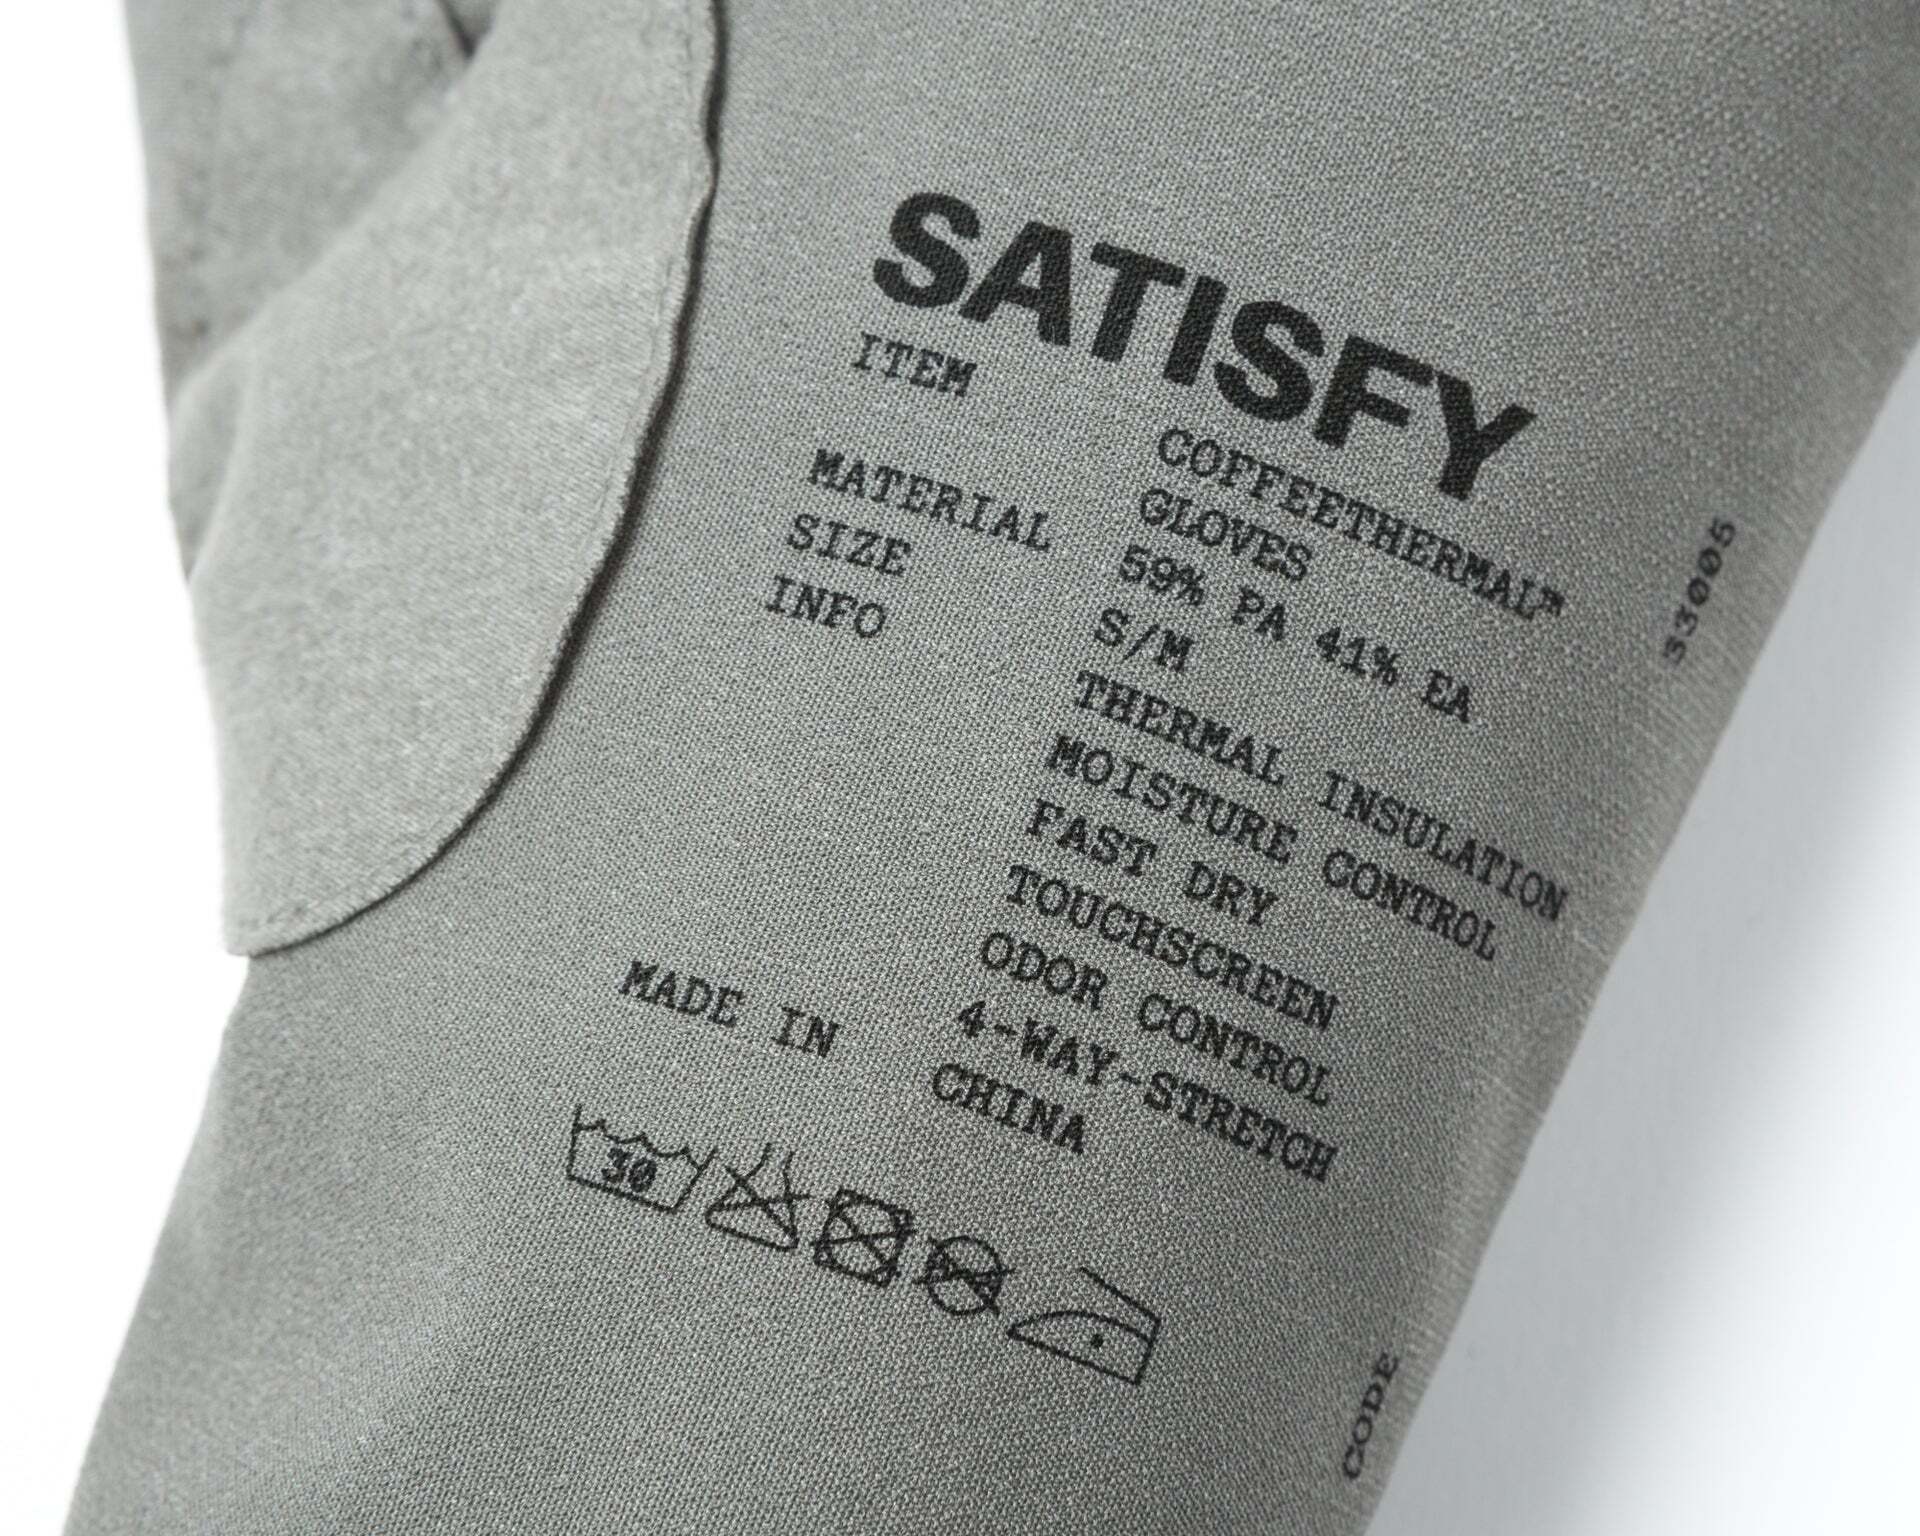 SATISFY
ITEM COFFEETHERMAL™
GLOVES
MATERIAL 59% PA 41% EA
SIZE S/M
INFO THERMAL INSULATION
MOISTURE CONTROL
FAST DRY
TOUCHSCREEN
ODOR CONTROL
4-WAY-STRETCH
MADE IN CHINA
30
CODE 33005